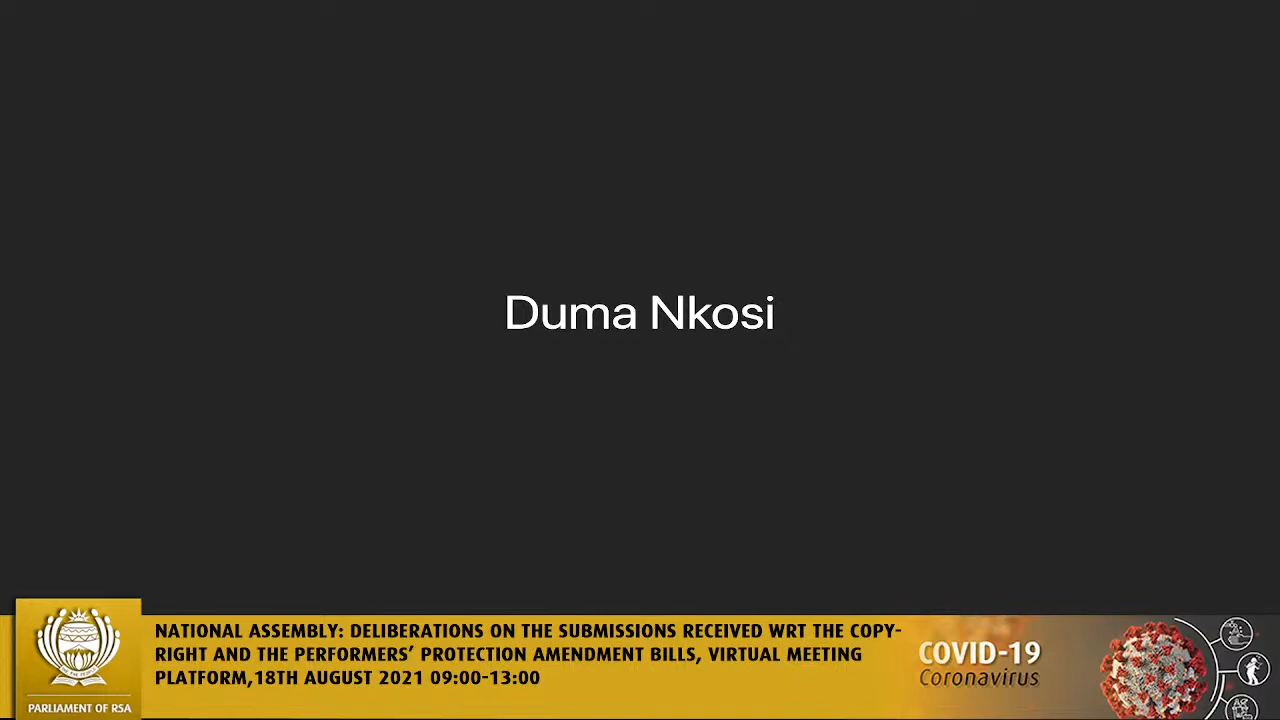 Duma Nkosi
NATIONAL ASSEMBLY: DELIBERATIONS ON THE SUBMISSIONS RECEIVED WRT THE COPY-
RIGHT AND THE PERFORMERS’ PROTECTION AMENDMENT BILLS, VIRTUAL MEETING
PLATFORM,18TH AUGUST 2021 09:00-13:00
COVID-19
Coronavirus
PARLIAMENT OF RSA